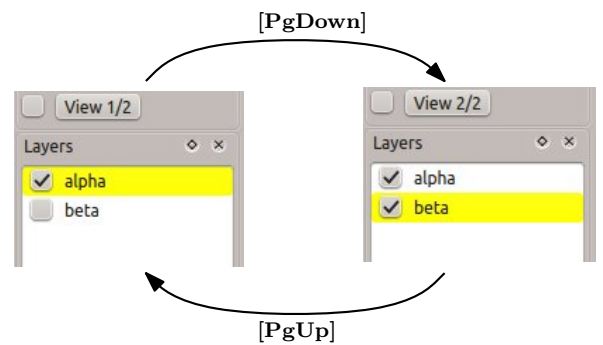 [PgDown]
View 1/2
Layers
alpha
beta
View 2/2
Layers
alpha
beta
[PgUp]